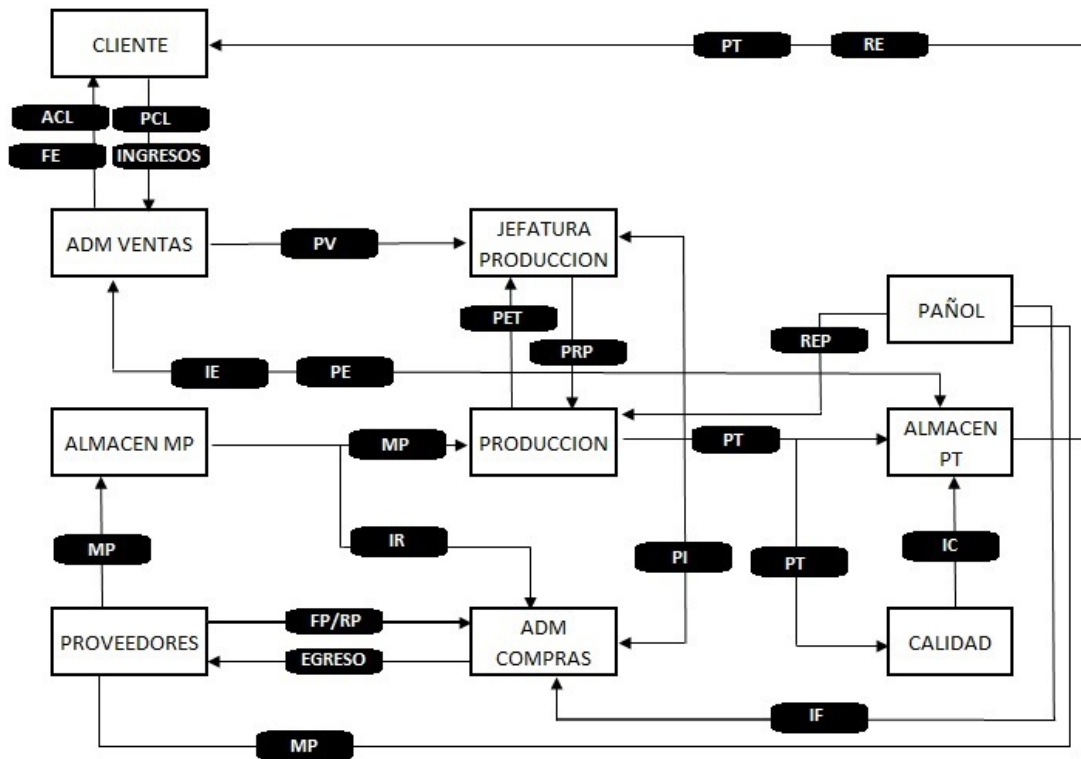 CLIENTE
PT
RE
ACL
PCL
FE
INGRESOS
ADM VENTAS
PV
JEFATURA
PRODUCCION
PAÑOL
PET
REP
PRP
IE
PE
ALMACEN MP
MP
PRODUCCION
PT
ALMACEN
PT
MP
IR
PI
PT
IC
PROVEEDORES
FP/RP
EGRESO
ADM
COMPRAS
CALIDAD
IF
MP